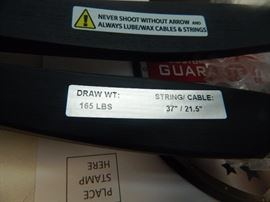 NEVER SHOOT WITHOUT ARROW and
ALWAYS LUBE/WAX CABLES & STRINGS
GUAR
DRAW WT: STRING/ CABLE:
165 LBS 37" / 21.5"
PLACE
STAMP
HERE